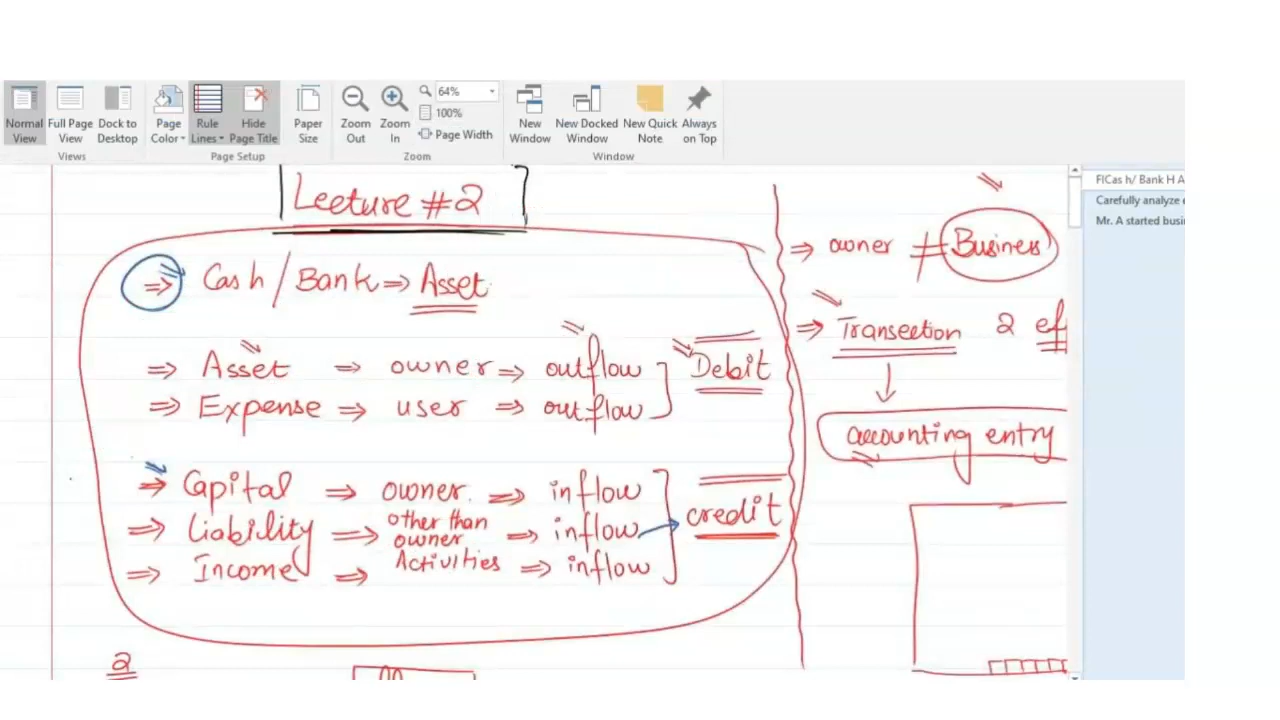 Normal View
Full Page View
Dock to Desktop
Views
Page Color
Rule Lines
Hide Page Title
Paper Size
Page Setup
Zoom Out
Zoom In
64%
100%
Page Width
Zoom
New Window
New Docked Window
New Quick Note
Always on Top
Window
Leeture #2
⇒ Cash / Bank ⇒ Asset
⇒ Asset ⇒ owner ⇒ outflow
Debit
⇒ Expense ⇒ user ⇒ outflow
⇒ Capital ⇒ owner. ⇒ inflow
⇒ Liability ⇒ other than owner ⇒ inflow
credit
⇒ Income ⇒ Activities ⇒ inflow
2
⇒ owner ≠ Business
⇒ Transection 2 ef
accounting entry
FICas h/ Bank H A
Carefully analyze
Mr. A started busi